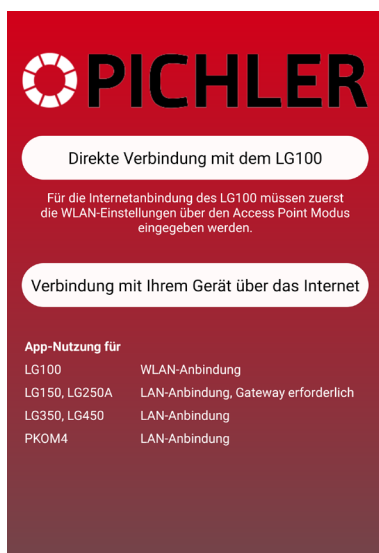 PICHLER
Direkte Verbindung mit dem LG100
Für die Internetanbindung des LG100 müssen zuerst
die WLAN-Einstellungen über den Access Point Modus
eingegeben werden.
Verbindung mit Ihrem Gerät über das Internet
App-Nutzung für
LG100 WLAN-Anbindung
LG150, LG250A LAN-Anbindung, Gateway erforderlich
LG350, LG450 LAN-Anbindung
PKOM4 LAN-Anbindung